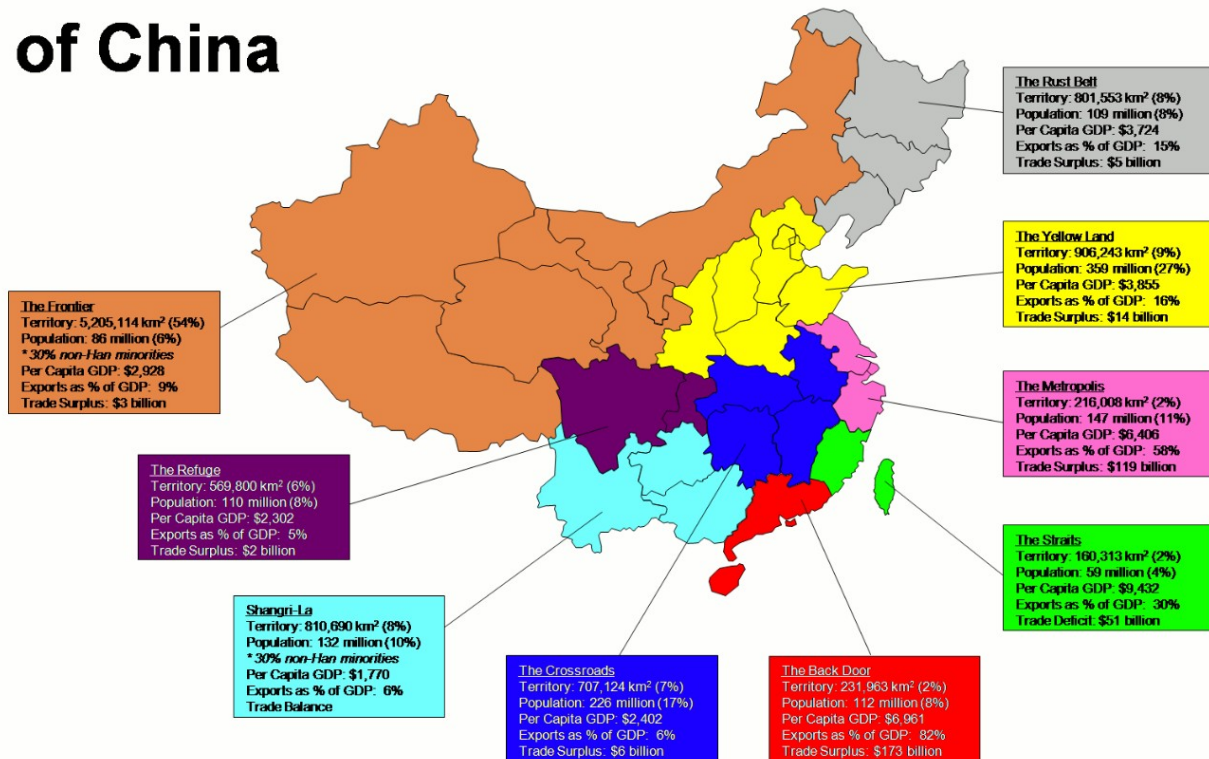 of China
The Rust Belt
Territory: 801,553 km² (8%)
Population: 109 million (8%)
Per Capita GDP: $3,724
Exports as % of GDP: 15%
Trade Surplus: $5 billion
The Yellow Land
Territory: 906,243 km² (9%)
Population: 359 million (27%)
Per Capita GDP: $3,855
Exports as % of GDP: 16%
Trade Surplus: $14 billion
The Frontier
Territory: 5,205,114 km² (54%)
Population: 86 million (6%)
* 30% non-Han minorities
Per Capita GDP: $2,928
Exports as % of GDP: 9%
Trade Surplus: $3 billion
The Metropolis
Territory: 216,008 km² (2%)
Population: 147 million (11%)
Per Capita GDP: $6,406
Exports as % of GDP: 58%
Trade Surplus: $119 billion
The Refuge
Territory: 569,800 km² (6%)
Population: 110 million (8%)
Per Capita GDP: $2,302
Exports as % of GDP: 5%
Trade Surplus: $2 billion
The Straits
Territory: 160,313 km² (2%)
Population: 59 million (4%)
Per Capita GDP: $9,432
Exports as % of GDP: 30%
Trade Deficit: $51 billion
Shangri-La
Territory: 810,690 km² (8%)
Population: 132 million (10%)
* 30% non-Han minorities
Per Capita GDP: $1,770
Exports as % of GDP: 6%
Trade Balance
The Crossroads
Territory: 707,124 km² (7%)
Population: 226 million (17%)
Per Capita GDP: $2,402
Exports as % of GDP: 6%
Trade Surplus: $6 billion
The Back Door
Territory: 231,963 km² (2%)
Population: 112 million (8%)
Per Capita GDP: $6,961
Exports as % of GDP: 82%
Trade Surplus: $173 billion